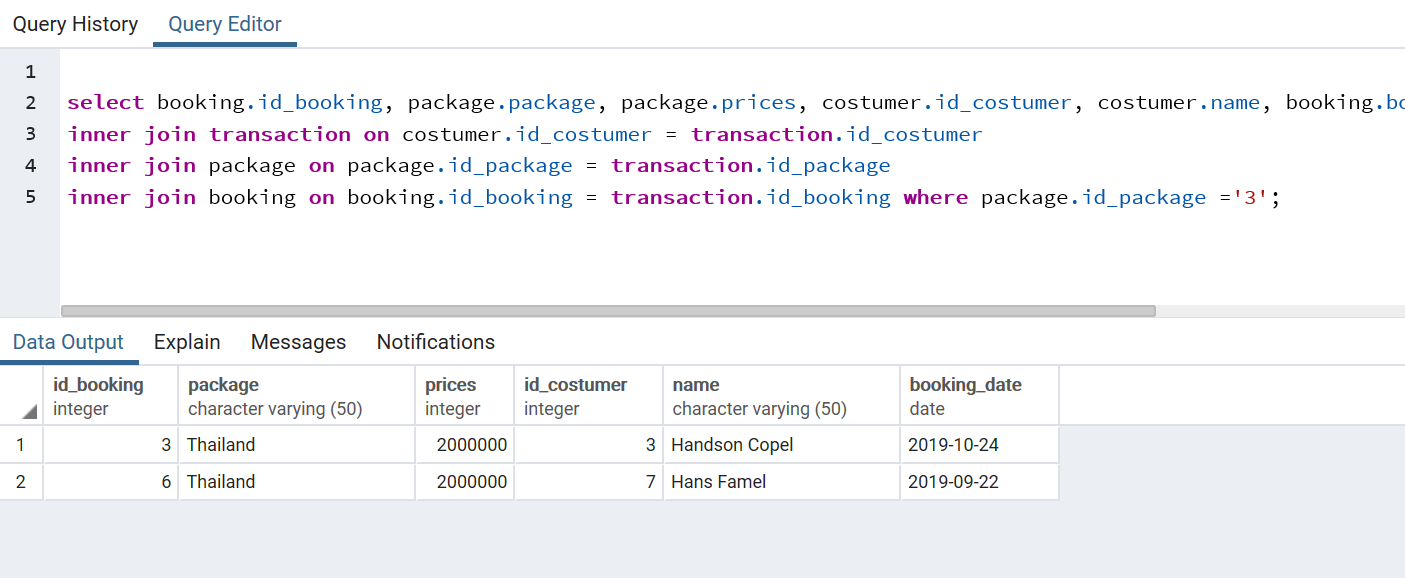 Query History Query Editor
1
2 select booking.id_booking, package.package, package.prices, costumer.id_costumer, costumer.name, booking.bo
3 inner join transaction on costumer.id_costumer = transaction.id_costumer
4 inner join package on package.id_package = transaction.id_package
5 inner join booking on booking.id_booking = transaction.id_booking where package.id_package ='3';
Data Output Explain Messages Notifications
id_booking package prices id_costumer name booking_date
integer character varying (50) integer integer character varying (50) date
1 3 Thailand 2000000 3 Handson Copel 2019-10-24
2 6 Thailand 2000000 7 Hans Famel 2019-09-22